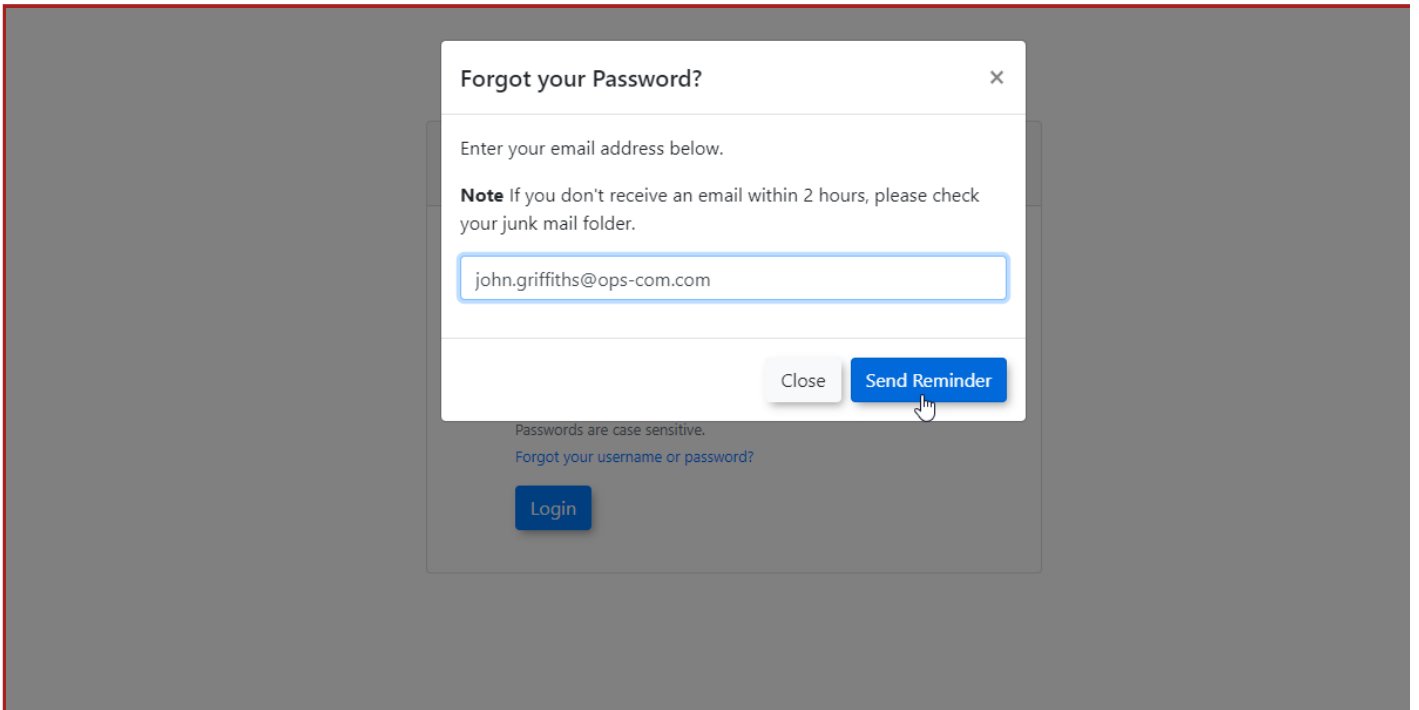 Forgot your Password?
×
Enter your email address below.
Note If you don't receive an email within 2 hours, please check
your junk mail folder.
john.griffiths@ops-com.com
Close
Send Reminder
Passwords are case sensitive.
Forgot your username or password?
Login